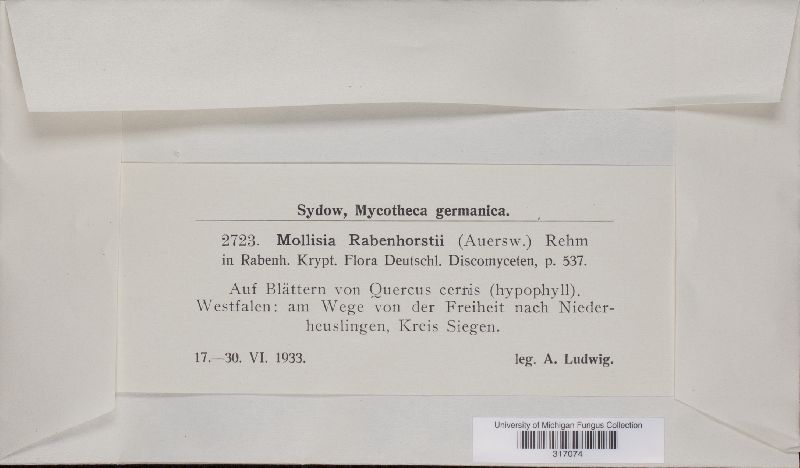 Sydow, Mycotheca germanica.
2723. Mollisia Rabenhorstii (Auersw.) Rehm
in Rabenh. Krypt. Flora Deutschl. Discomyceten, p. 537.
Auf Blättern von Quercus cerris (hypophyll).
Westfalen: am Wege von der Freiheit nach Nieder-
heuslingen, Kreis Siegen.
17.—30. VI. 1933. leg. A. Ludwig.
University of Michigan Fungus Collection
317074